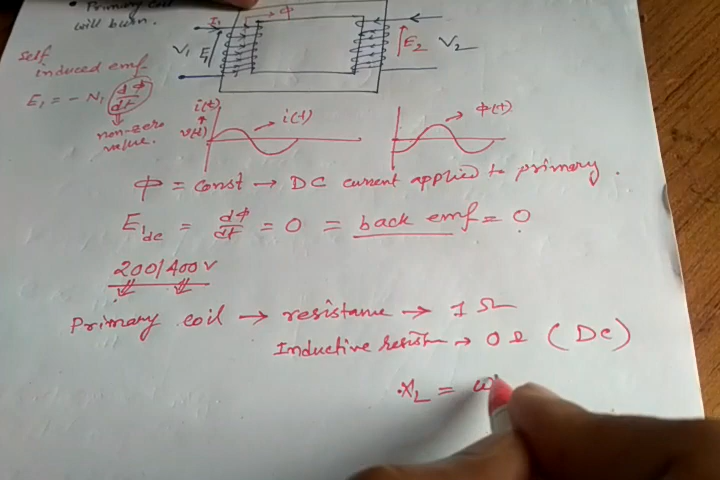 • Primary coil
will burn.
I₁ → φ
V₁ E₁ E₂ V₂
Self
induced emf
E₁ = - N₁ dφ/dt
non-zero
value.
i(t)
v(t) → i(t)
→ φ(t)
φ = Const → DC current applied to primary.
E₁dc = dφ/dt = 0 = back emf = 0
200/400 V
Primary coil → resistance → 1 Ω
Inductive → 0 Ω (DC)
X_L = ω